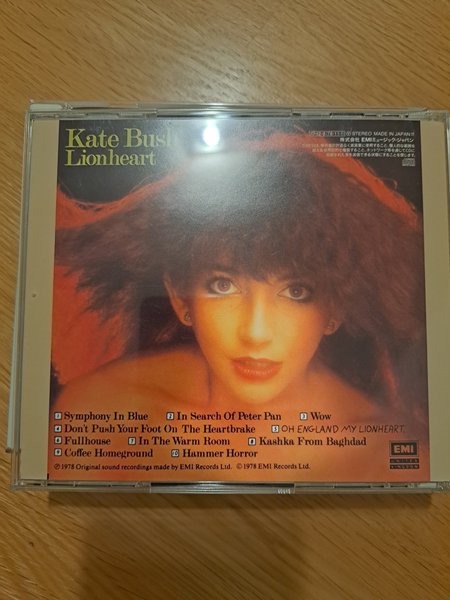 Kate Bush
Lionheart
STEREO MADE IN JAPAN
株式会社 EMIミュージック・ジャパン
1 Symphony In Blue 2 In Search Of Peter Pan 3 Wow
4 Don't Push Your Foot On The Heartbrake 5 OH ENGLAND MY LIONHEART
6 Fullhouse 7 In The Warm Room 8 Kashka From Baghdad
9 Coffee Homeground 10 Hammer Horror
℗ 1978 Original sound recordings made by EMI Records Ltd. © 1978 EMI Records Ltd.
EMI
UNITED
KINGDOM